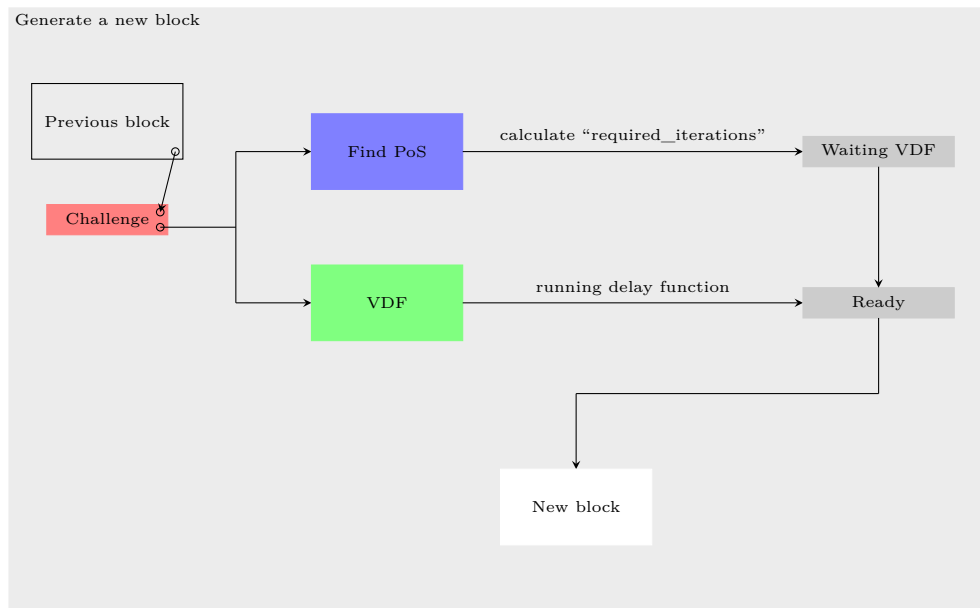 Generate a new block
Previous block
Find PoS
calculate “required_iterations”
Waiting VDF
Challenge
VDF
running delay function
Ready
New block